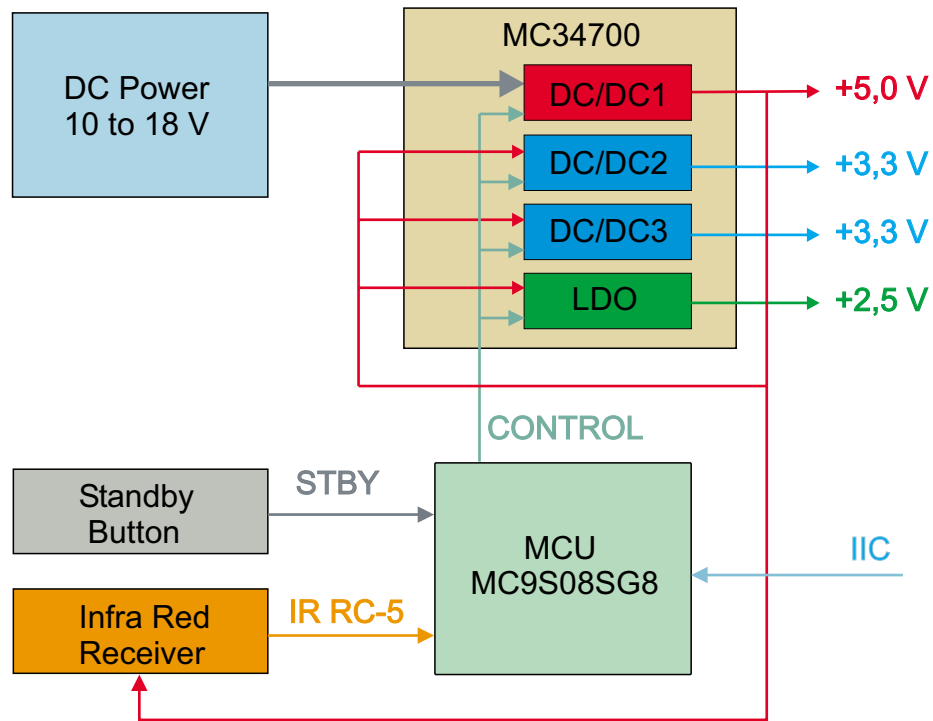 MC34700
DC Power
10 to 18 V
DC/DC1
+5,0 V
DC/DC2
+3,3 V
DC/DC3
+3,3 V
LDO
+2,5 V
CONTROL
Standby
Button
STBY
MCU
MC9S08SG8
IIC
Infra Red
Receiver
IR RC-5